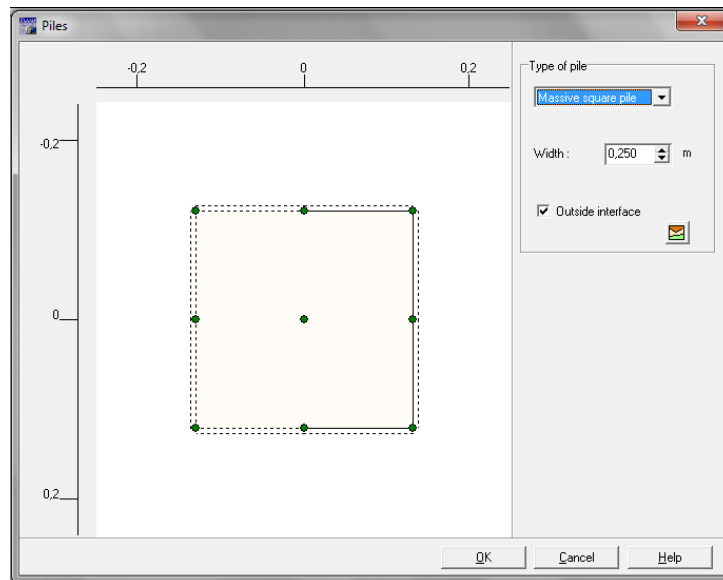 Piles
-0,2 0 0,2
-0,2
0
0,2
Type of pile
Massive square pile
Width : 0,250 m
Outside interface
OK Cancel Help